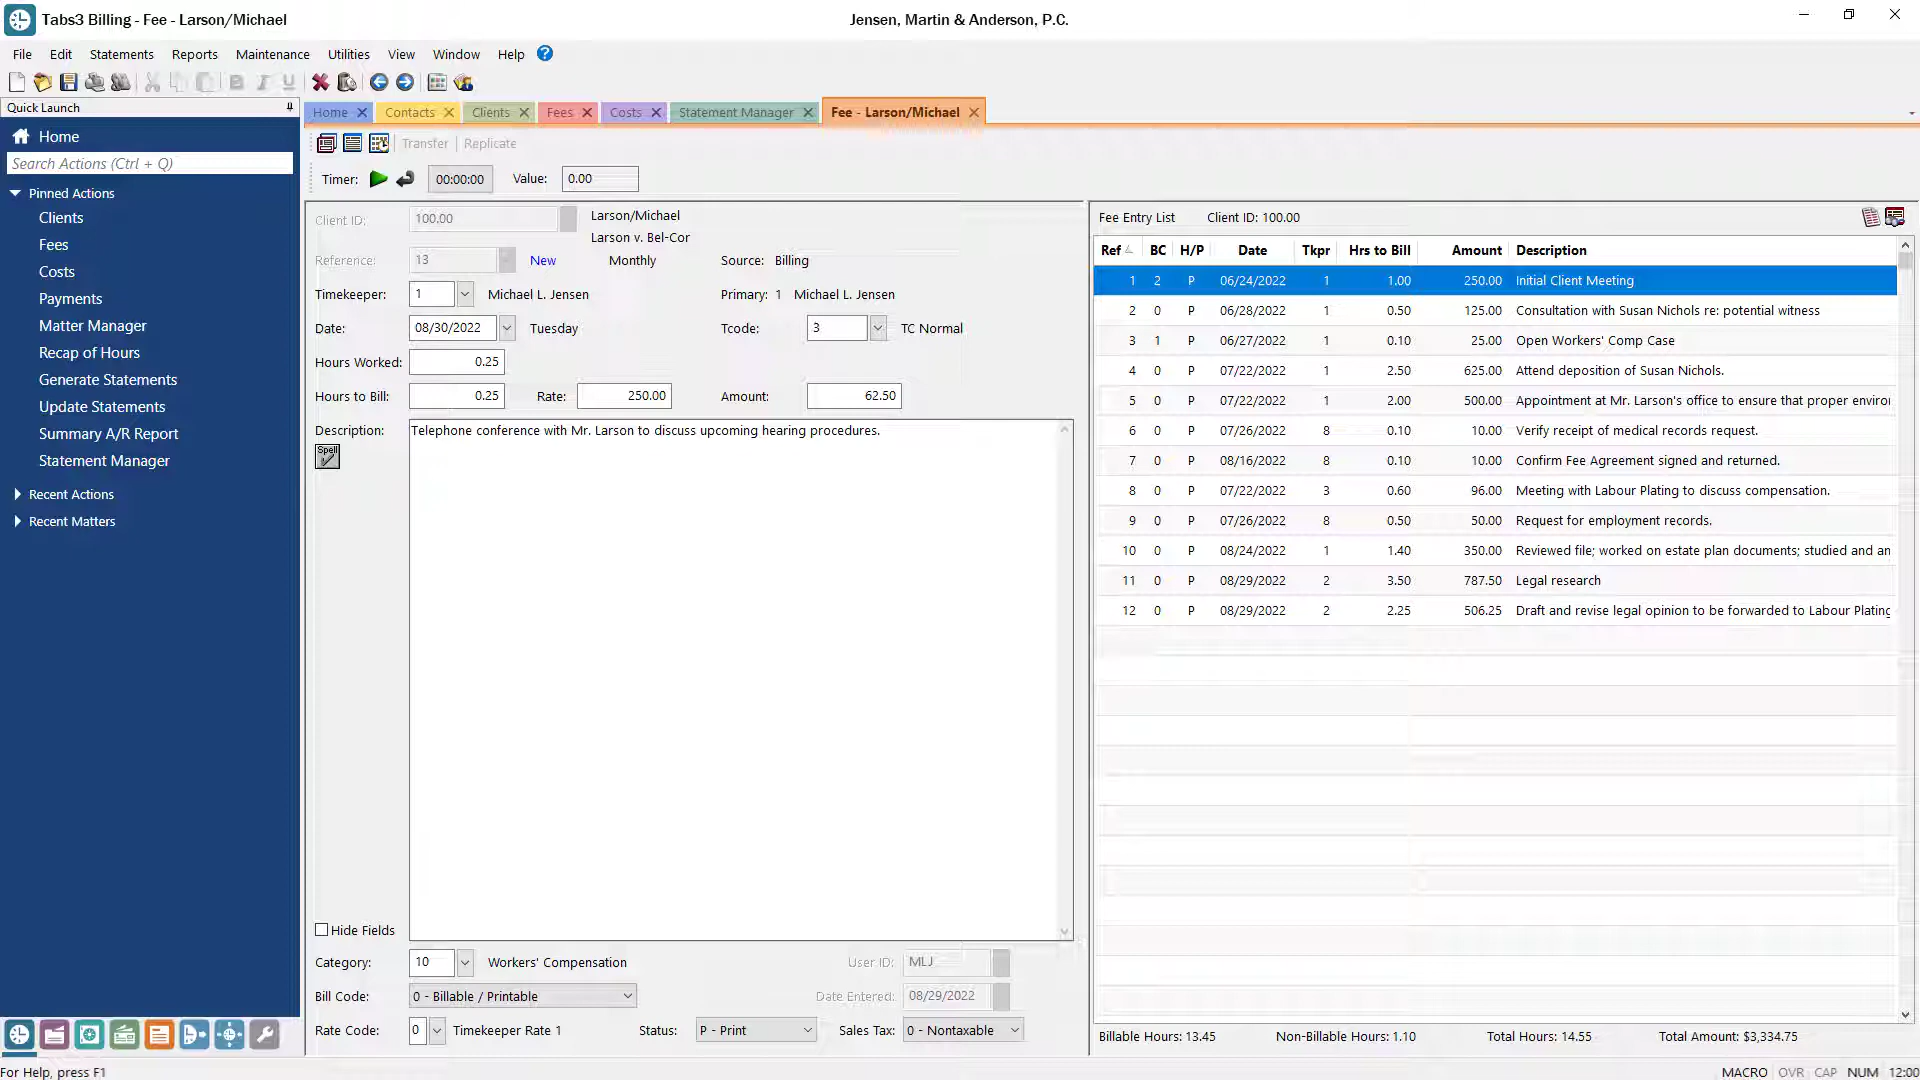 Tabs3 Billing - Fee - Larson/Michael
Jensen, Martin & Anderson, P.C.
File Edit Statements Reports Maintenance Utilities View Window Help
Quick Launch
Home
Search Actions (Ctrl + Q)
Pinned Actions
Clients
Fees
Costs
Payments
Matter Manager
Recap of Hours
Generate Statements
Update Statements
Summary A/R Report
Statement Manager
Recent Actions
Recent Matters
Home Contacts Clients Fees Costs Statement Manager Fee - Larson/Michael
Transfer Replicate
Timer: 00:00:00 Value: 0.00
Client ID: 100.00 Larson/Michael
Larson v. Bel-Cor
Reference: 13 New Monthly Source: Billing
Timekeeper: 1 Michael L. Jensen Primary: 1 Michael L. Jensen
Date: 08/30/2022 Tuesday Tcode: 3 TC Normal
Hours Worked: 0.25
Hours to Bill: 0.25 Rate: 250.00 Amount: 62.50
Description: Telephone conference with Mr. Larson to discuss upcoming hearing procedures.
Spell
Hide Fields
Category: 10 Workers' Compensation User ID: MLJ
Bill Code: 0 - Billable / Printable Date Entered: 08/29/2022
Rate Code: 0 Timekeeper Rate 1 Status: P - Print Sales Tax: 0 - Nontaxable
Fee Entry List Client ID: 100.00
Ref BC H/P Date Tkpr Hrs to Bill Amount Description
1 2 P 06/24/2022 1 1.00 250.00 Initial Client Meeting
2 0 P 06/28/2022 1 0.50 125.00 Consultation with Susan Nichols re: potential witness
3 1 P 06/27/2022 1 0.10 25.00 Open Workers' Comp Case
4 0 P 07/22/2022 1 2.50 625.00 Attend deposition of Susan Nichols.
5 0 P 07/22/2022 1 2.00 500.00 Appointment at Mr. Larson's office to ensure that proper enviro
6 0 P 07/26/2022 8 0.10 10.00 Verify receipt of medical records request.
7 0 P 08/16/2022 8 0.10 10.00 Confirm Fee Agreement signed and returned.
8 0 P 07/22/2022 3 0.60 96.00 Meeting with Labour Plating to discuss compensation.
9 0 P 07/26/2022 8 0.50 50.00 Request for employment records.
10 0 P 08/24/2022 1 1.40 350.00 Reviewed file; worked on estate plan documents; studied and an
11 0 P 08/29/2022 2 3.50 787.50 Legal research
12 0 P 08/29/2022 2 2.25 506.25 Draft and revise legal opinion to be forwarded to Labour Plating
Billable Hours: 13.45 Non-Billable Hours: 1.10 Total Hours: 14.55 Total Amount: $3,334.75
For Help, press F1
MACRO OVR CAP NUM 12:00